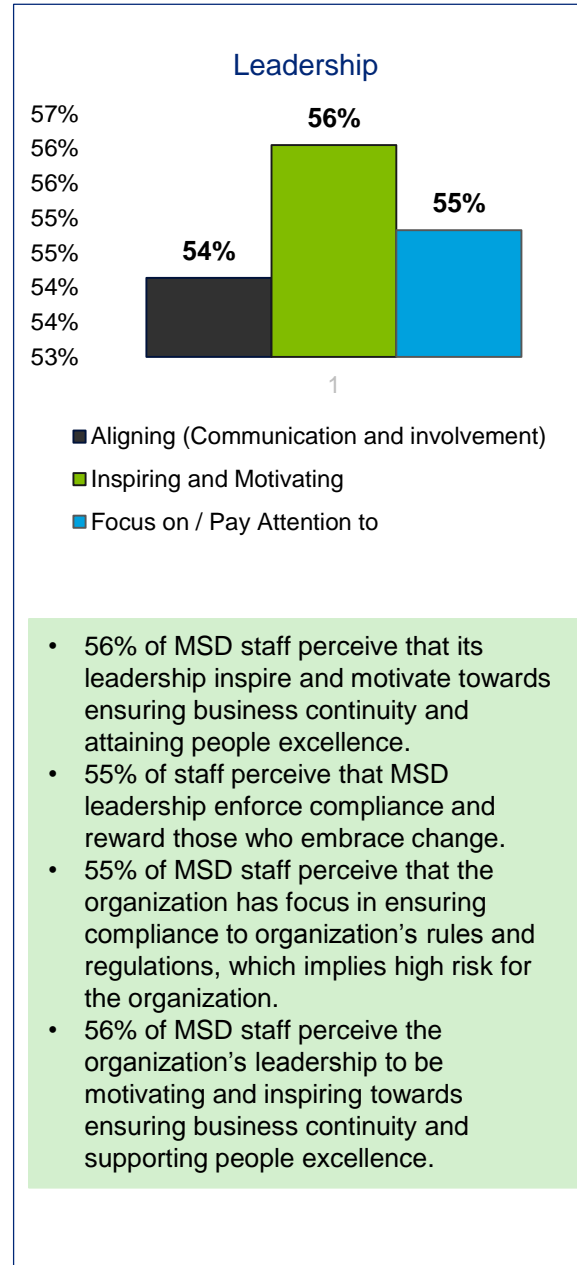 Leadership
57%
56%
56%
55%
55%
54%
54%
53%
54%
56%
55%
1
Aligning (Communication and involvement)
Inspiring and Motivating
Focus on / Pay Attention to
• 56% of MSD staff perceive that its
leadership inspire and motivate towards
ensuring business continuity and
attaining people excellence.
• 55% of staff perceive that MSD
leadership enforce compliance and
reward those who embrace change.
• 55% of MSD staff perceive that the
organization has focus in ensuring
compliance to organization’s rules and
regulations, which implies high risk for
the organization.
• 56% of MSD staff perceive the
organization’s leadership to be
motivating and inspiring towards
ensuring business continuity and
supporting people excellence.